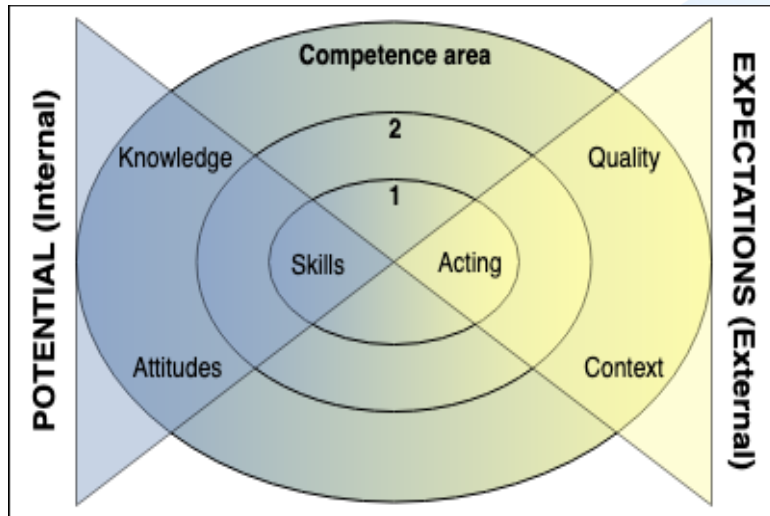 Competence area
2
Knowledge
Quality
1
Skills
Acting
Attitudes
Context
POTENTIAL (Internal)
EXPECTATIONS (External)